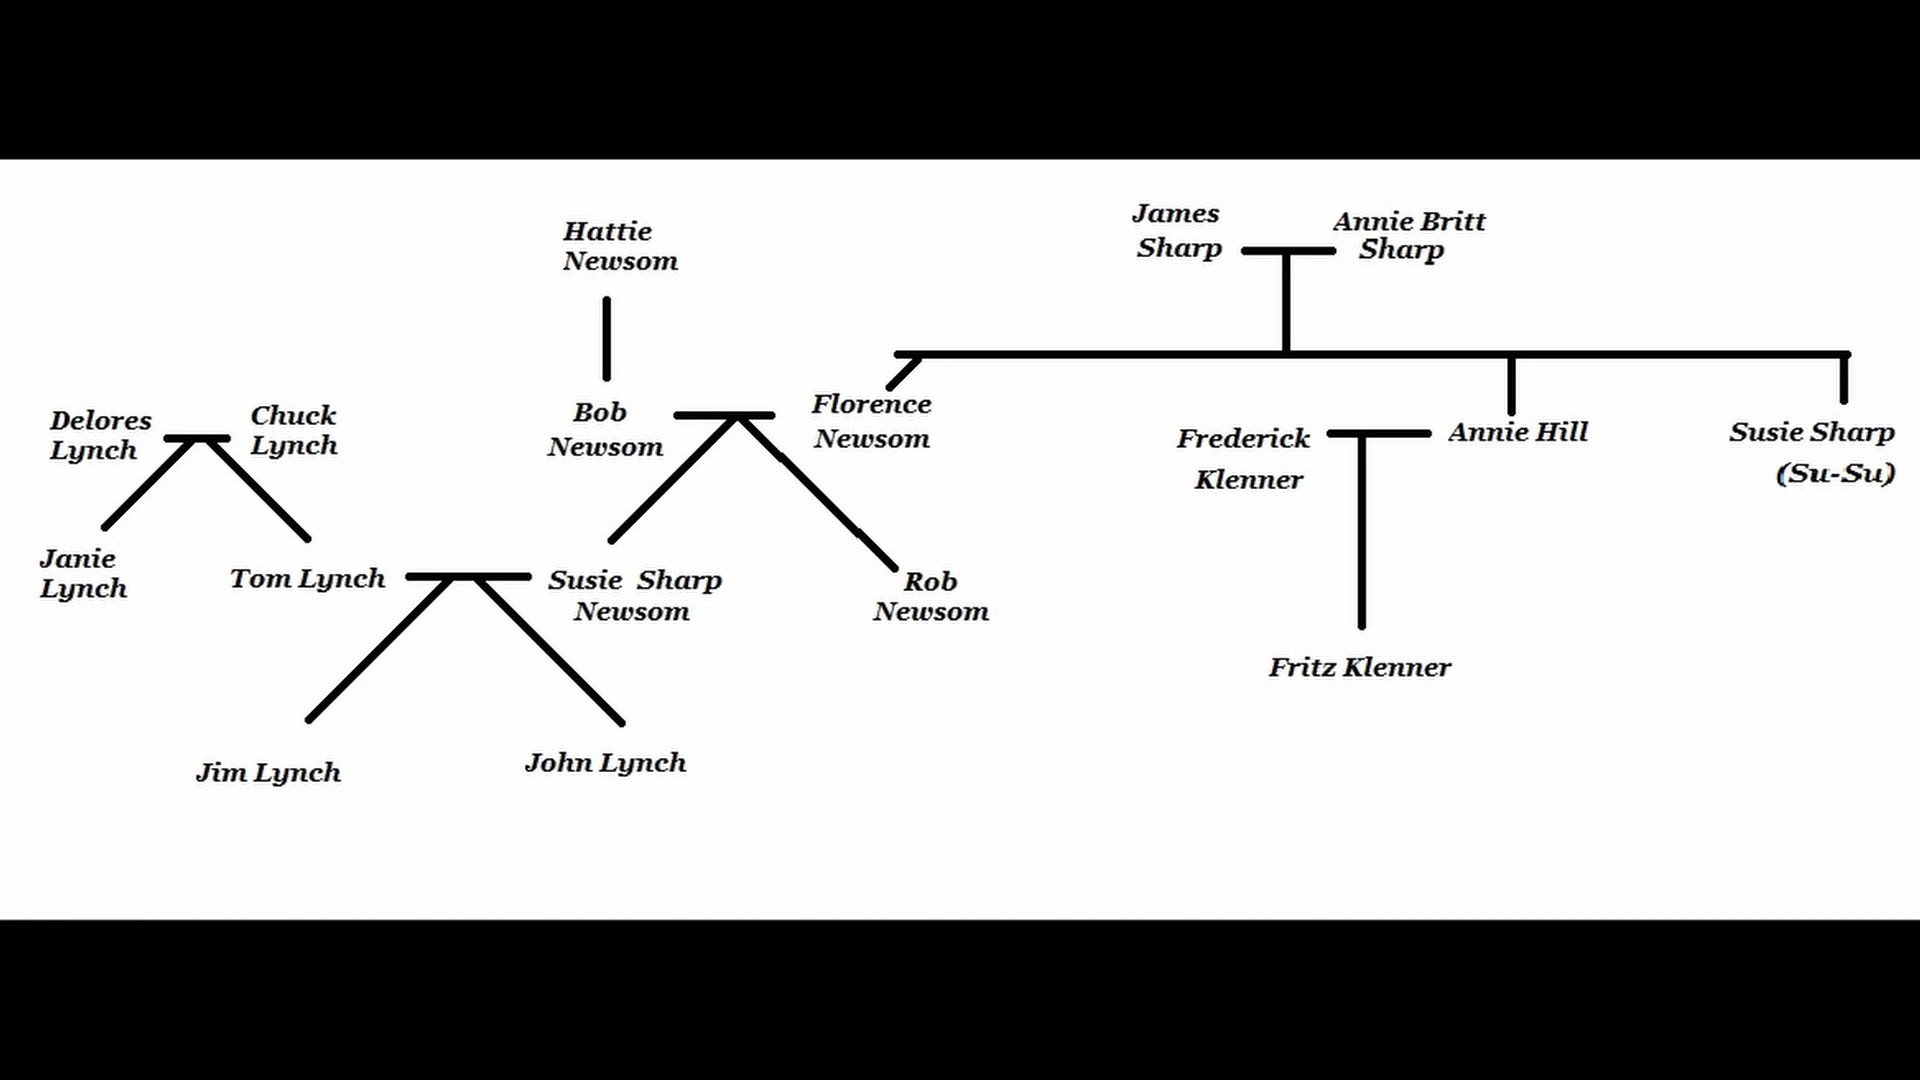 James
Sharp
Annie Britt
Sharp
Hattie
Newsom
Delores
Lynch
Chuck
Lynch
Bob
Newsom
Florence
Newsom
Frederick
Klenner
Annie Hill
Susie Sharp
(Su-Su)
Janie
Lynch
Tom Lynch
Susie Sharp
Newsom
Rob
Newsom
Fritz Klenner
Jim Lynch
John Lynch